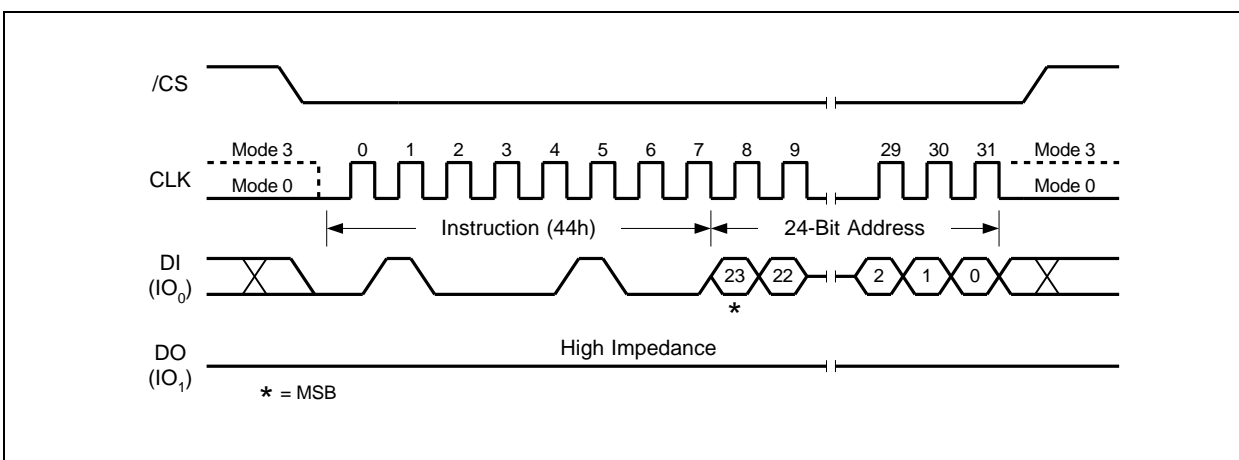 /CS
Mode 3 0 1 2 3 4 5 6 7 8 9 29 30 31 Mode 3
CLK Mode 0 Mode 0
Instruction (44h) 24-Bit Address
DI
(IO0) 23 22 2 1 0
*
High Impedance
DO
(IO1)
* = MSB